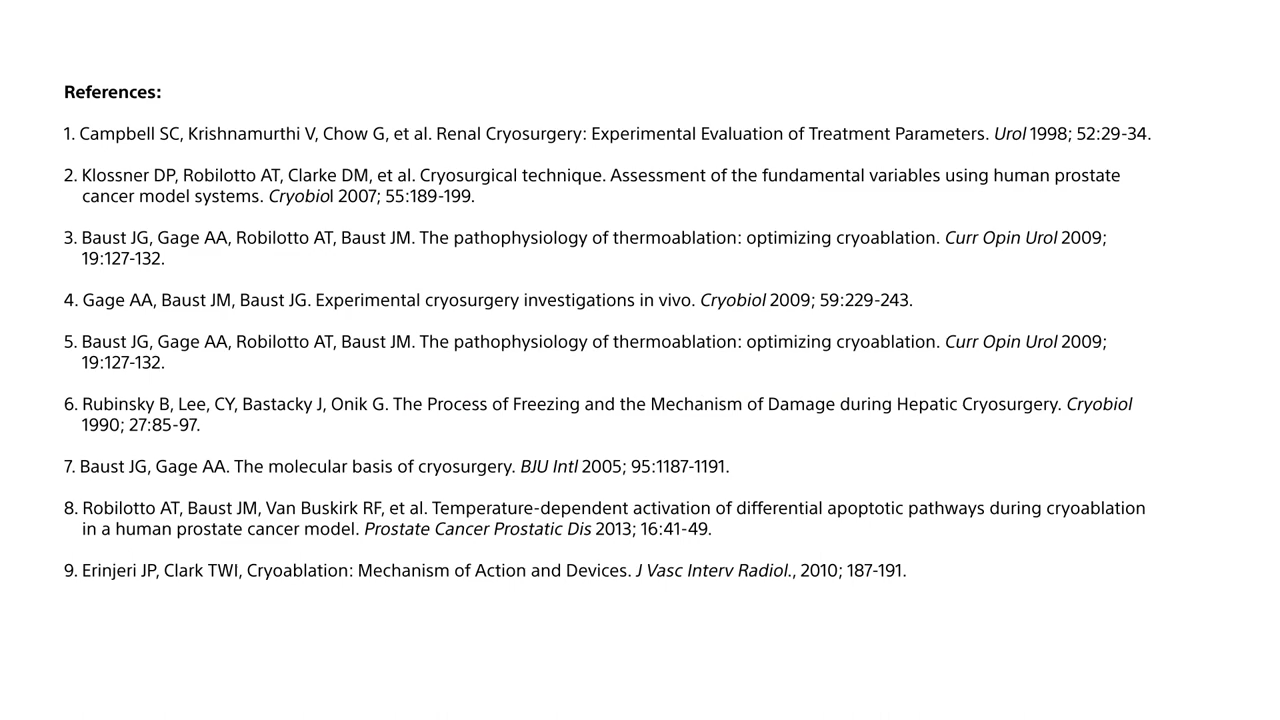 References:
1. Campbell SC, Krishnamurthi V, Chow G, et al. Renal Cryosurgery: Experimental Evaluation of Treatment Parameters. Urol 1998; 52:29-34.
2. Klossner DP, Robilotto AT, Clarke DM, et al. Cryosurgical technique. Assessment of the fundamental variables using human prostate
cancer model systems. Cryobiol 2007; 55:189-199.
3. Baust JG, Gage AA, Robilotto AT, Baust JM. The pathophysiology of thermoablation: optimizing cryoablation. Curr Opin Urol 2009;
19:127-132.
4. Gage AA, Baust JM, Baust JG. Experimental cryosurgery investigations in vivo. Cryobiol 2009; 59:229-243.
5. Baust JG, Gage AA, Robilotto AT, Baust JM. The pathophysiology of thermoablation: optimizing cryoablation. Curr Opin Urol 2009;
19:127-132.
6. Rubinsky B, Lee, CY, Bastacky J, Onik G. The Process of Freezing and the Mechanism of Damage during Hepatic Cryosurgery. Cryobiol
1990; 27:85-97.
7. Baust JG, Gage AA. The molecular basis of cryosurgery. BJU Intl 2005; 95:1187-1191.
8. Robilotto AT, Baust JM, Van Buskirk RF, et al. Temperature-dependent activation of differential apoptotic pathways during cryoablation
in a human prostate cancer model. Prostate Cancer Prostatic Dis 2013; 16:41-49.
9. Erinjeri JP, Clark TWI, Cryoablation: Mechanism of Action and Devices. J Vasc Interv Radiol., 2010; 187-191.